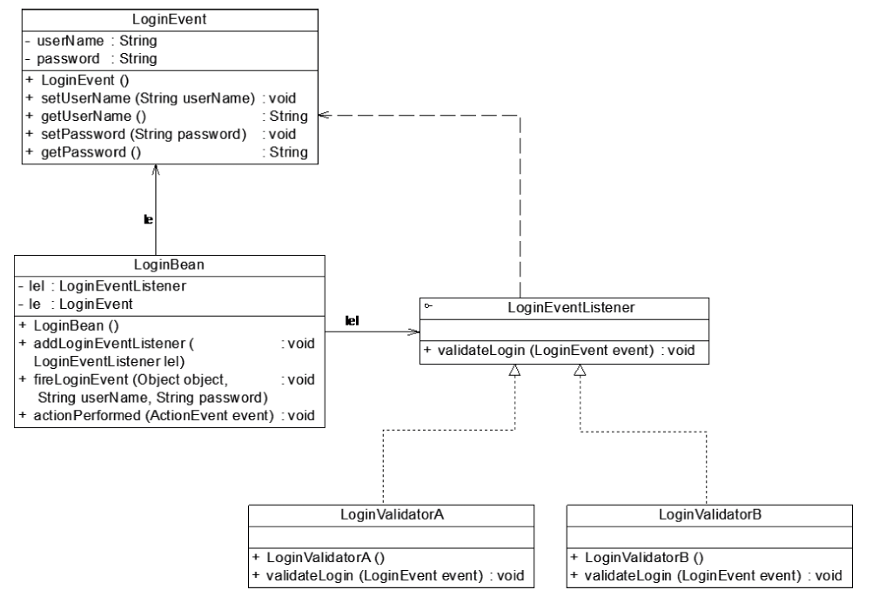 LoginEvent
- userName : String
- password : String
+ LoginEvent ()
+ setUserName (String userName) : void
+ getUserName () : String
+ setPassword (String password) : void
+ getPassword () : String
le
LoginBean
- lel : LoginEventListener
- le : LoginEvent
+ LoginBean ()
+ addLoginEventListener ( : void
LoginEventListener lel)
+ fireLoginEvent (Object object, : void
String userName, String password)
+ actionPerformed (ActionEvent event) : void
lel
LoginEventListener
+ validateLogin (LoginEvent event) : void
LoginValidatorA
+ LoginValidatorA ()
+ validateLogin (LoginEvent event) : void
LoginValidatorB
+ LoginValidatorB ()
+ validateLogin (LoginEvent event) : void